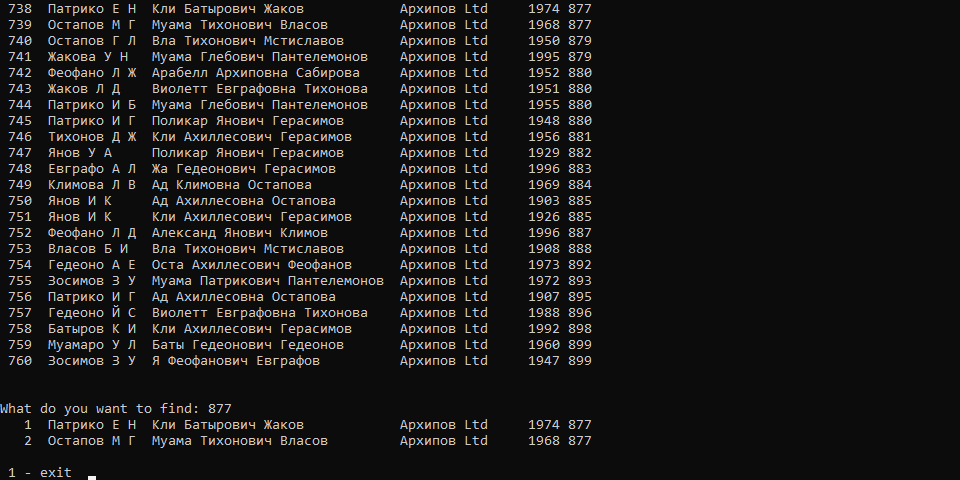 738 Патрико Е Н Кли Батырович Жаков Архипов Ltd 1974 877
739 Остапов М Г Муама Тихонович Власов Архипов Ltd 1968 877
740 Остапов Г Л Вла Тихонович Мстиславов Архипов Ltd 1950 879
741 Жакова У Н Муама Глебович Пантелемонов Архипов Ltd 1995 879
742 Феофано Л Ж Арабелл Архиповна Сабирова Архипов Ltd 1952 880
743 Жаков Л Д Виолетт Евграфовна Тихонова Архипов Ltd 1951 880
744 Патрико И Б Муама Глебович Пантелемонов Архипов Ltd 1955 880
745 Патрико И Г Поликар Янович Герасимов Архипов Ltd 1948 880
746 Тихонов Д Ж Кли Ахиллесович Герасимов Архипов Ltd 1956 881
747 Янов У А Поликар Янович Герасимов Архипов Ltd 1929 882
748 Евграфо А Л Жа Гедеонович Герасимов Архипов Ltd 1996 883
749 Климова Л В Ад Климовна Остапова Архипов Ltd 1969 884
750 Янов И К Ад Ахиллесовна Остапова Архипов Ltd 1903 885
751 Янов И К Кли Ахиллесович Герасимов Архипов Ltd 1926 885
752 Феофано Л Д Александ Янович Климов Архипов Ltd 1996 887
753 Власов Б И Вла Тихонович Мстиславов Архипов Ltd 1908 888
754 Гедеоно А Е Оста Ахиллесович Феофанов Архипов Ltd 1973 892
755 Зосимов З У Муама Патрикович Пантелемонов Архипов Ltd 1972 893
756 Патрико И Г Ад Ахиллесовна Остапова Архипов Ltd 1907 895
757 Гедеоно Й С Виолетт Евграфовна Тихонова Архипов Ltd 1988 896
758 Батыров К И Кли Ахиллесович Герасимов Архипов Ltd 1992 898
759 Муамаро У Л Баты Гедеонович Гедеонов Архипов Ltd 1960 899
760 Зосимов З У Я Феофанович Евграфов Архипов Ltd 1947 899
What do you want to find: 877
1 Патрико Е Н Кли Батырович Жаков Архипов Ltd 1974 877
2 Остапов М Г Муама Тихонович Власов Архипов Ltd 1968 877
1 - exit